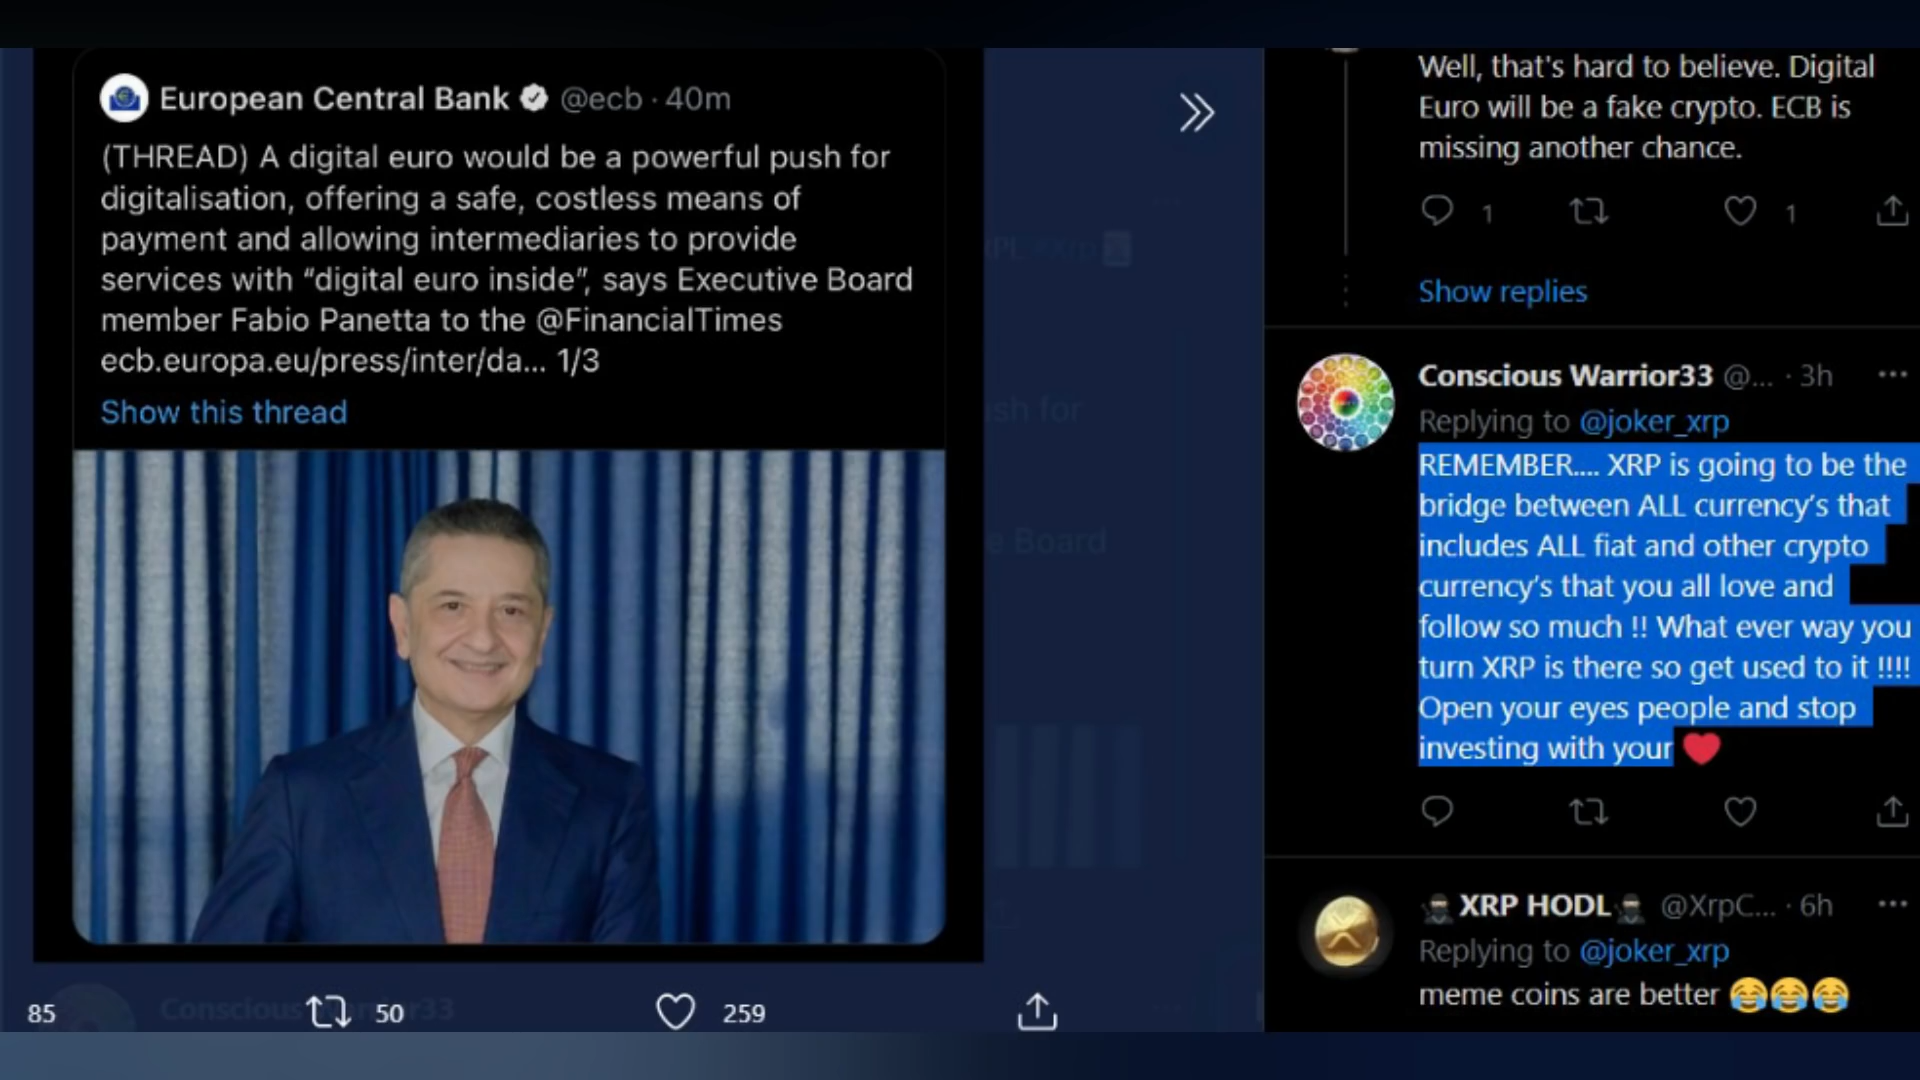 European Central Bank @ecb · 40m
(THREAD) A digital euro would be a powerful push for
digitalisation, offering a safe, costless means of
payment and allowing intermediaries to provide
services with “digital euro inside”, says Executive Board
member Fabio Panetta to the @FinancialTimes
ecb.europa.eu/press/inter/da... 1/3
Show this thread
85
50
259
Well, that's hard to believe. Digital
Euro will be a fake crypto. ECB is
missing another chance.
1
1
Show replies
Conscious Warrior33 @... · 3h
Replying to @joker_xrp
REMEMBER.... XRP is going to be the
bridge between ALL currency’s that
includes ALL fiat and other crypto
currency’s that you all love and
follow so much !! What ever way you
turn XRP is there so get used to it !!!!
Open your eyes people and stop
investing with your ❤️
🥷XRP HODL🥷 @XrpC... · 6h
Replying to @joker_xrp
meme coins are better 😂😂😂
sh for
e Board
Conscious Warrior33